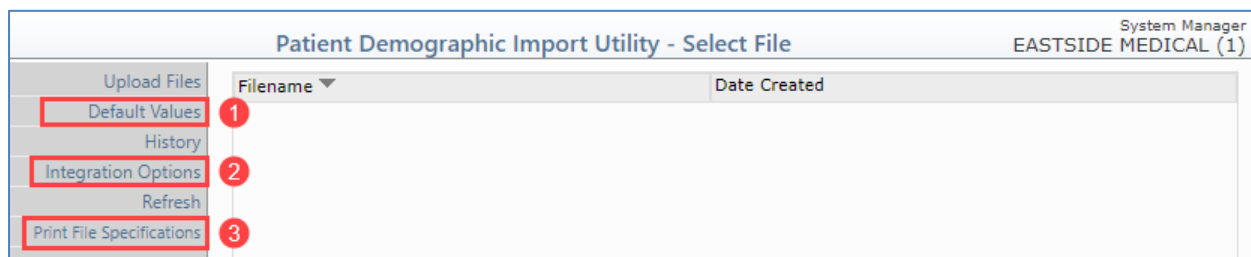 System Manager
Patient Demographic Import Utility - Select File
EASTSIDE MEDICAL (1)
Upload Files
Filename
Date Created
Default Values
1
History
Integration Options
2
Refresh
Print File Specifications
3